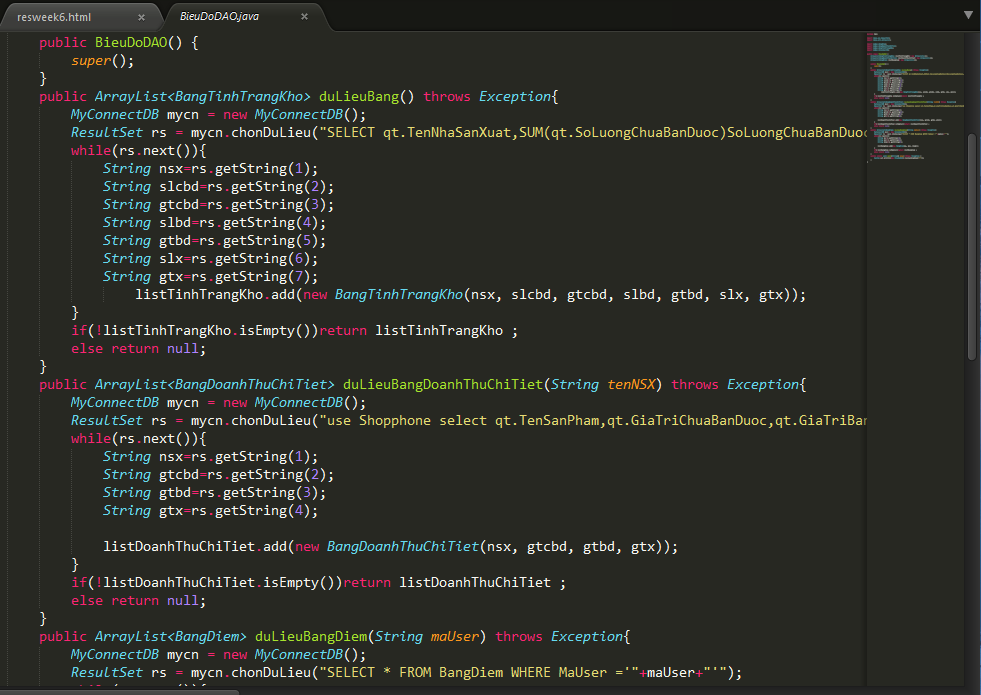 resweek6.html × BieuDoDAO.java ×
public BieuDoDAO() {
super();
}
public ArrayList<BangTinhTrangKho> duLieuBang() throws Exception{
MyConnectDB mycn = new MyConnectDB();
ResultSet rs = mycn.chonDuLieu("SELECT qt.TenNhaSanXuat,SUM(qt.SoLuongChuaBanDuoc)SoLuongChuaBanDuoc
while(rs.next()){
String nsx=rs.getString(1);
String slcbd=rs.getString(2);
String gtcbd=rs.getString(3);
String slbd=rs.getString(4);
String gtbd=rs.getString(5);
String slx=rs.getString(6);
String gtx=rs.getString(7);
listTinhTrangKho.add(new BangTinhTrangKho(nsx, slcbd, gtcbd, slbd, gtbd, slx, gtx));
}
if(!listTinhTrangKho.isEmpty())return listTinhTrangKho ;
else return null;
}
public ArrayList<BangDoanhThuChiTiet> duLieuBangDoanhThuChiTiet(String tenNSX) throws Exception{
MyConnectDB mycn = new MyConnectDB();
ResultSet rs = mycn.chonDuLieu("use Shopphone select qt.TenSanPham,qt.GiaTriChuaBanDuoc,qt.GiaTriBan
while(rs.next()){
String nsx=rs.getString(1);
String gtcbd=rs.getString(2);
String gtbd=rs.getString(3);
String gtx=rs.getString(4);
listDoanhThuChiTiet.add(new BangDoanhThuChiTiet(nsx, gtcbd, gtbd, gtx));
}
if(!listDoanhThuChiTiet.isEmpty())return listDoanhThuChiTiet ;
else return null;
}
public ArrayList<BangDiem> duLieuBangDiem(String maUser) throws Exception{
MyConnectDB mycn = new MyConnectDB();
ResultSet rs = mycn.chonDuLieu("SELECT * FROM BangDiem WHERE MaUser ='"+maUser+"'");